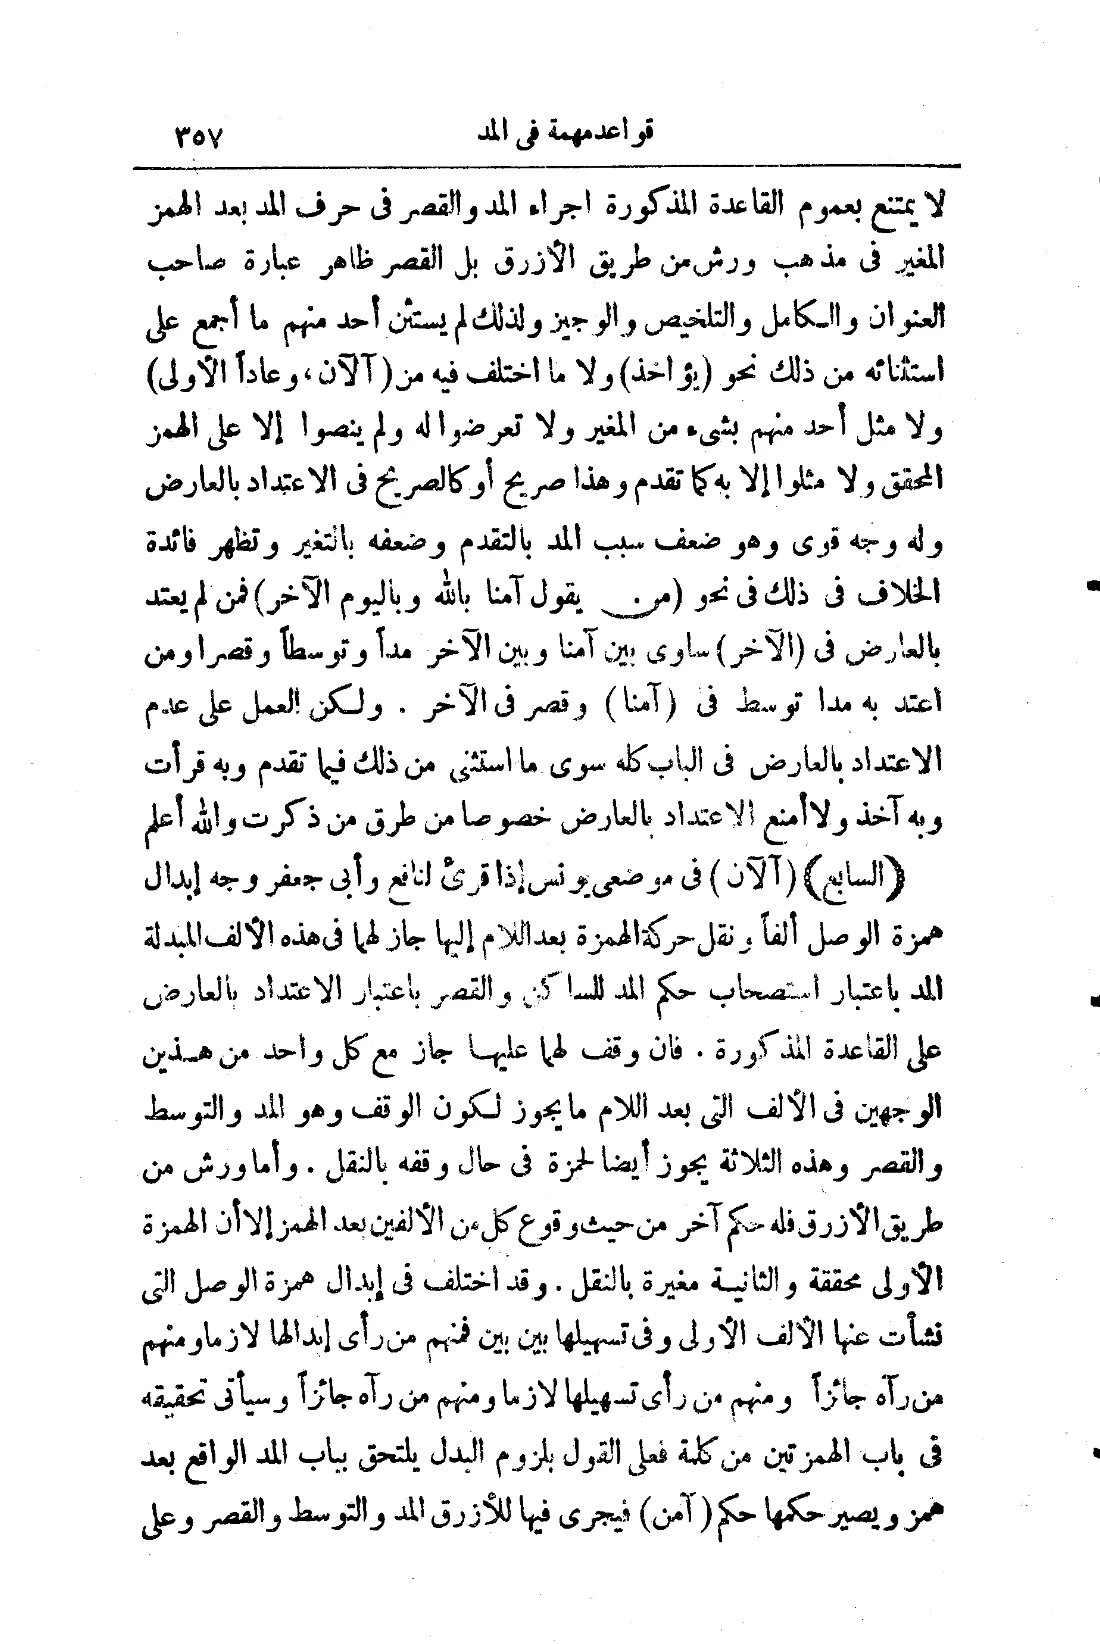 قواعد مهمة فى المد ٣٥٧
لا يمتنع بعموم القاعدة المذكورة اجراء المد والقصر فى حرف المد بعد الهمز
المغير فى مذهب ورش من طريق الأزرق بل القصر ظاهر عبارة صاحب
العنوان والكامل والتلخيص والوجيز ولذلك لم يستثن أحد منهم ما أجمع على
استثنائه من ذلك نحو (يؤاخذ) ولا ما اختلف فيه من (آلآن، وعاداً الأولى)
ولا مثل أحد منهم بشىء من المغير ولا تعرضوا له ولم ينصوا إلا على الهمز
المحقق ولا مثلوا إلا به كما تقدم وهذا صريح أو كالصريح فى الاعتداد بالعارض
وله وجه قوى وهو ضعف سبب المد بالتقدم وضعفه بالتغير وتظهر فائدة
الخلاف فى ذلك فى نحو (من يقول آمنا بالله وباليوم الآخر) فمن لم يعتد
بالعارض فى (الآخر) ساوى بين آمنا وبين الآخر مداً وتوسطاً وقصرا ومن
اعتد به مدا توسط فى (آمنا) وقصر فى الآخر . ولكن العمل على عدم
الاعتداد بالعارض فى الباب كله سوى ما استثنى من ذلك فيما تقدم وبه قرأت
وبه آخذ ولا أمنع الاعتداد بالعارض خصوصا من طرق من ذكرت والله أعلم
(السابع) (آلآن) فى موضعى يونس إذا قرئ لنافع وأبى جعفر وجه إبدال
همزة الوصل ألفاً ونقل حركة الهمزة بعد اللام إليها جاز لهما فى هذه الألف المبدلة
المد باعتبار استصحاب حكم المد للساكن والقصر باعتبار الاعتداد بالعارض
على القاعدة المذكورة . فان وقف لهما عليها جاز مع كل واحد من هذين
الوجهين فى الألف التى بعد اللام ما يجوز لسكون الوقف وهو المد والتوسط
والقصر وهذه الثلاثة يجوز أيضا لحمزة فى حال وقفه بالنقل . وأما ورش من
طريق الأزرق فله حكم آخر من حيث وقوع كل من الألفين بعد الهمز إلا أن الهمزة
الأولى محققة والثانية مغيرة بالنقل . وقد اختلف فى إبدال همزة الوصل التى
نشأت عنها الألف الأولى وفى تسهيلها بين بين فمنهم من رأى إبدالها لازما ومنهم
من رآه جائزاً ومنهم من رأى تسهيلها لازما ومنهم من رآه جائزاً وسيأتى تحقيقه
فى باب الهمزتين من كلمة فعلى القول بلزوم البدل يلتحق بباب المد الواقع بعد
همز ويصير حكمها حكم (آمن) فيجرى فيها للأزرق المد والتوسط والقصر وعلى